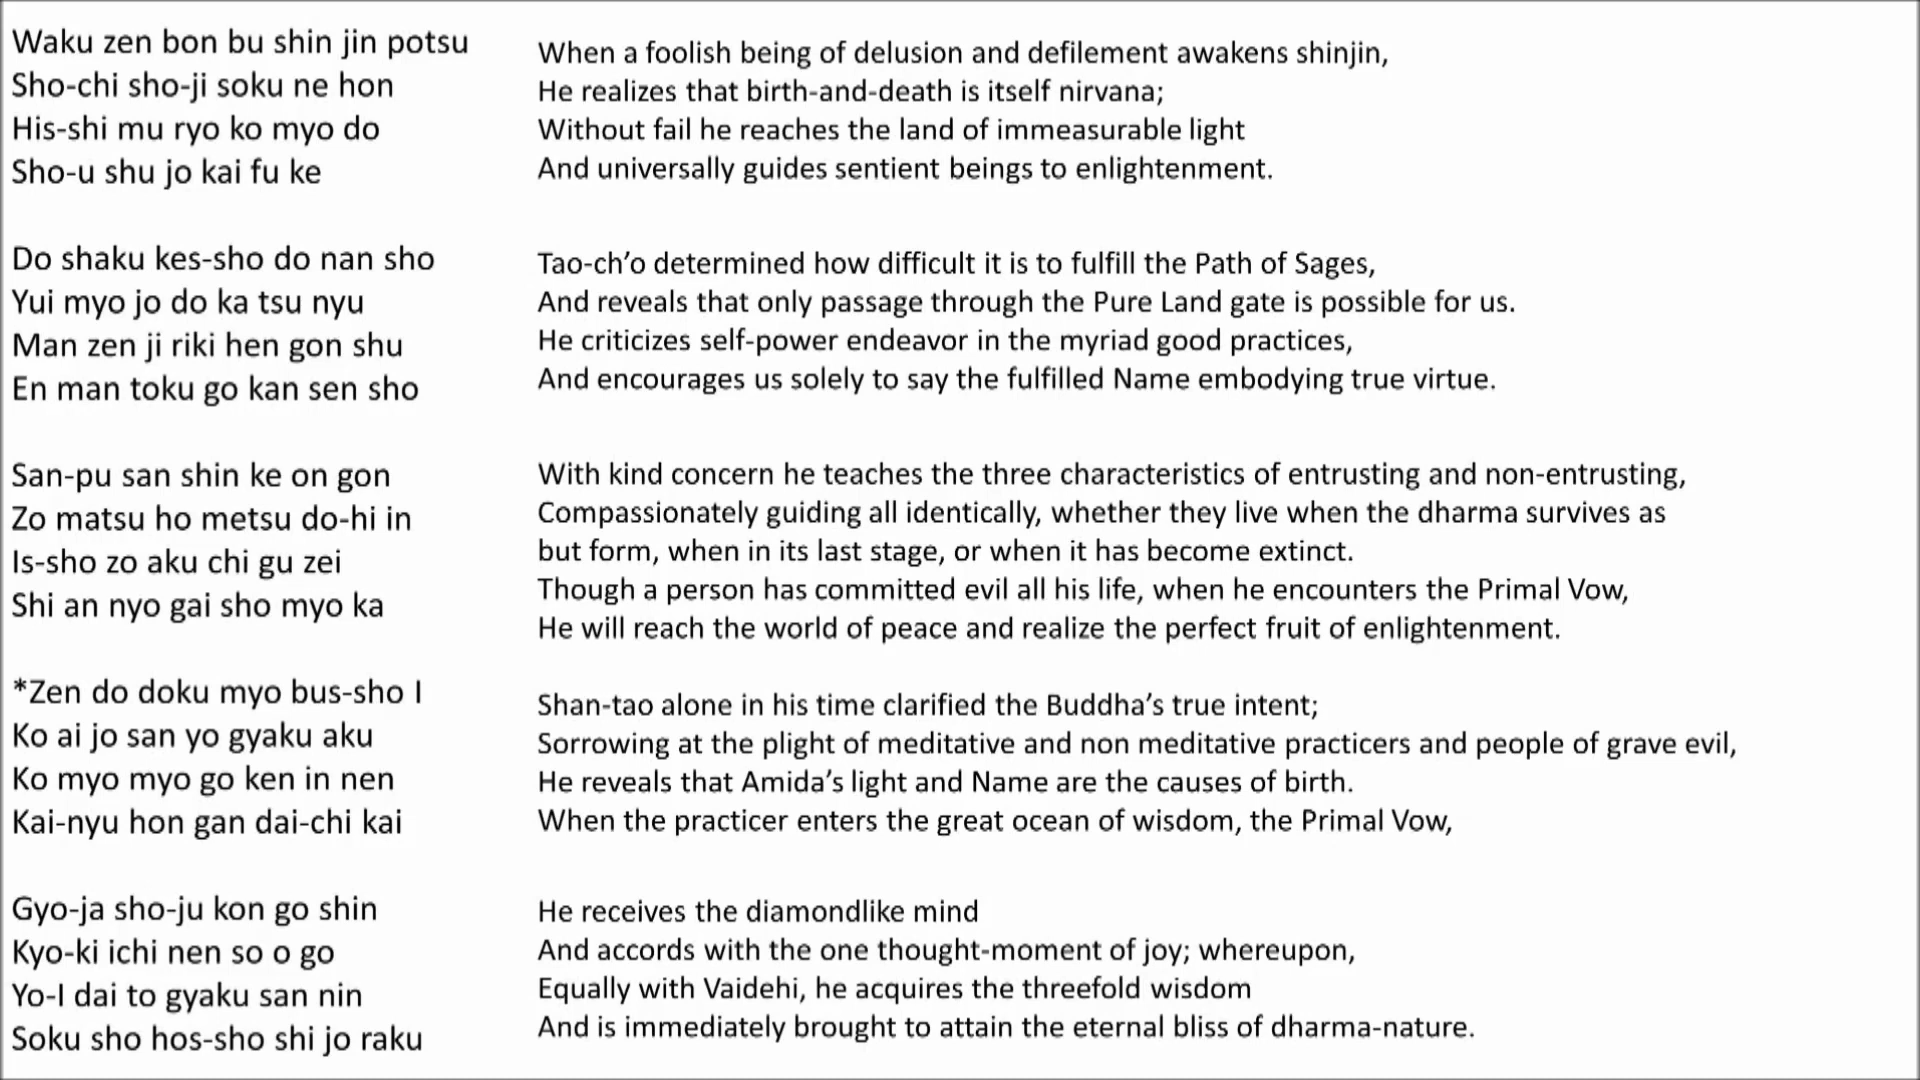 Waku zen bon bu shin jin potsu
Sho-chi sho-ji soku ne hon
His-shi mu ryo ko myo do
Sho-u shu jo kai fu ke
When a foolish being of delusion and defilement awakens shinjin,
He realizes that birth-and-death is itself nirvana;
Without fail he reaches the land of immeasurable light
And universally guides sentient beings to enlightenment.
Do shaku kes-sho do nan sho
Yui myo jo do ka tsu nyu
Man zen ji riki hen gon shu
En man toku go kan sen sho
Tao-ch’o determined how difficult it is to fulfill the Path of Sages,
And reveals that only passage through the Pure Land gate is possible for us.
He criticizes self-power endeavor in the myriad good practices,
And encourages us solely to say the fulfilled Name embodying true virtue.
San-pu san shin ke on gon
Zo matsu ho metsu do-hi in
Is-sho zo aku chi gu zei
Shi an nyo gai sho myo ka
With kind concern he teaches the three characteristics of entrusting and non-entrusting,
Compassionately guiding all identically, whether they live when the dharma survives as
but form, when in its last stage, or when it has become extinct.
Though a person has committed evil all his life, when he encounters the Primal Vow,
He will reach the world of peace and realize the perfect fruit of enlightenment.
*Zen do doku myo bus-sho I
Ko ai jo san yo gyaku aku
Ko myo myo go ken in nen
Kai-nyu hon gan dai-chi kai
Shan-tao alone in his time clarified the Buddha’s true intent;
Sorrowing at the plight of meditative and non meditative practicers and people of grave evil,
He reveals that Amida’s light and Name are the causes of birth.
When the practicer enters the great ocean of wisdom, the Primal Vow,
Gyo-ja sho-ju kon go shin
Kyo-ki ichi nen so o go
Yo-I dai to gyaku san nin
Soku sho hos-sho shi jo raku
He receives the diamondlike mind
And accords with the one thought-moment of joy; whereupon,
Equally with Vaidehi, he acquires the threefold wisdom
And is immediately brought to attain the eternal bliss of dharma-nature.